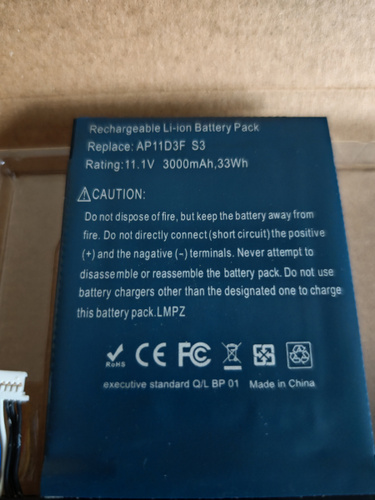 Rechargeable Li-ion Battery Pack
Replace: AP11D3F S3
Rating:11.1V 3000mAh,33Wh
CAUTION:
Do not dispose of fire, but keep the battery away from
fire. Do not directly connect (short circuit) the positive
(+) and the nagative (-) terminals. Never attempt to
disassemble or reassemble the battery pack. Do not use
battery chargers other than the designated one to charge
this battery pack.LMPZ
RoHS CE FC
executive standard Q/L BP 01 Made in China